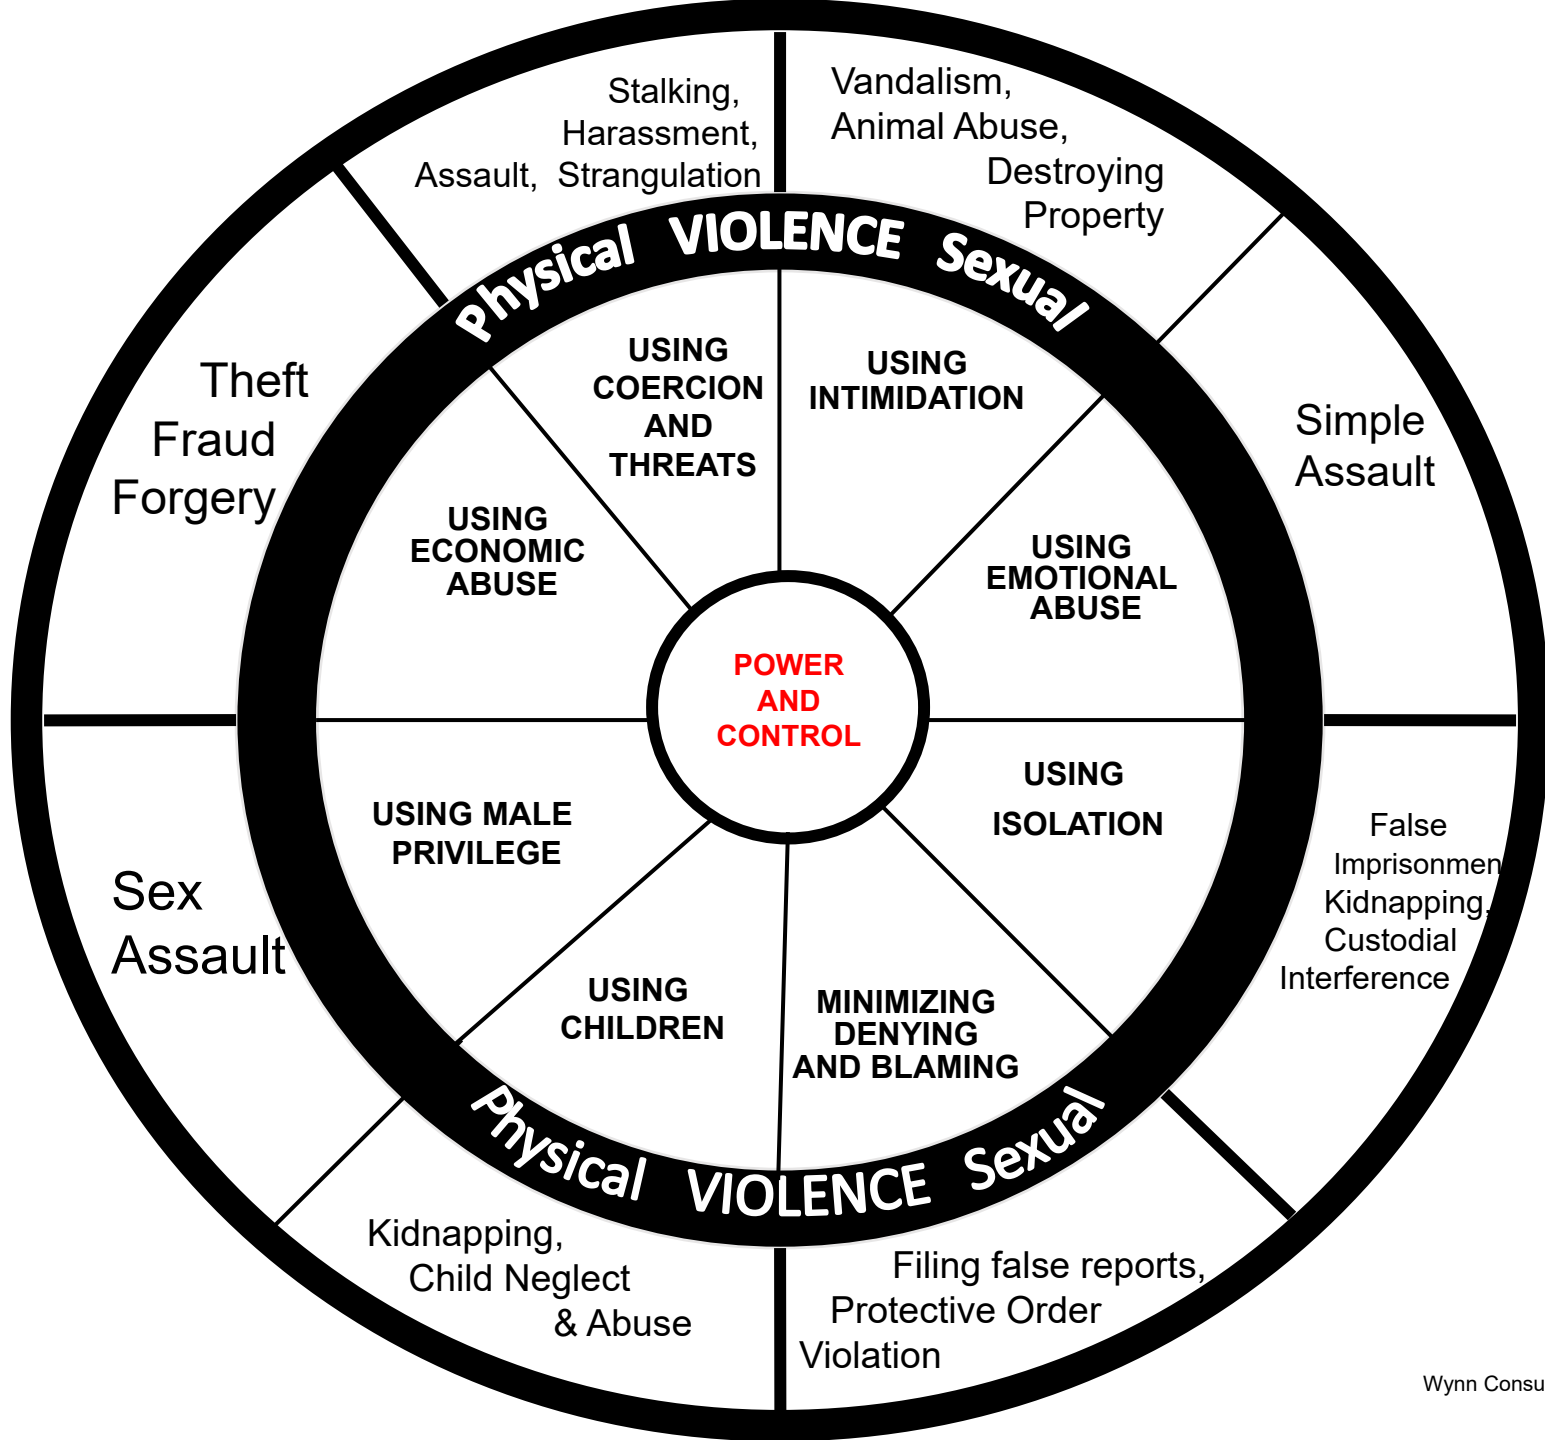 Stalking,
Harassment,
Assault, Strangulation
Vandalism,
Animal Abuse,
Destroying
Property
Physical VIOLENCE Sexual
USING
COERCION
AND
THREATS
USING
INTIMIDATION
Theft
Fraud
Forgery
USING
ECONOMIC
ABUSE
USING
EMOTIONAL
ABUSE
Simple
Assault
POWER
AND
CONTROL
USING MALE
PRIVILEGE
USING
ISOLATION
Sex
Assault
False
Imprisonmen
Kidnapping,
Custodial
Interference
USING
CHILDREN
MINIMIZING
DENYING
AND BLAMING
Physical VIOLENCE Sexual
Kidnapping,
Child Neglect
& Abuse
Filing false reports,
Protective Order
Violation
Wynn Consu